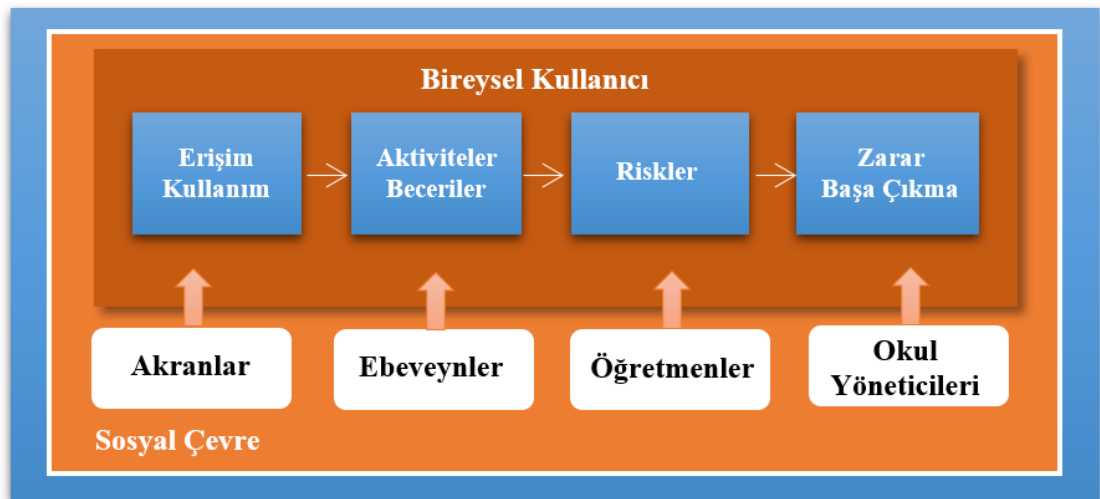 Bireysel Kullanıcı
Erişim
Kullanım
Aktiviteler
Beceriler
Riskler
Zarar
Başa Çıkma
Akranlar
Ebeveynler
Öğretmenler
Okul
Yöneticileri
Sosyal Çevre